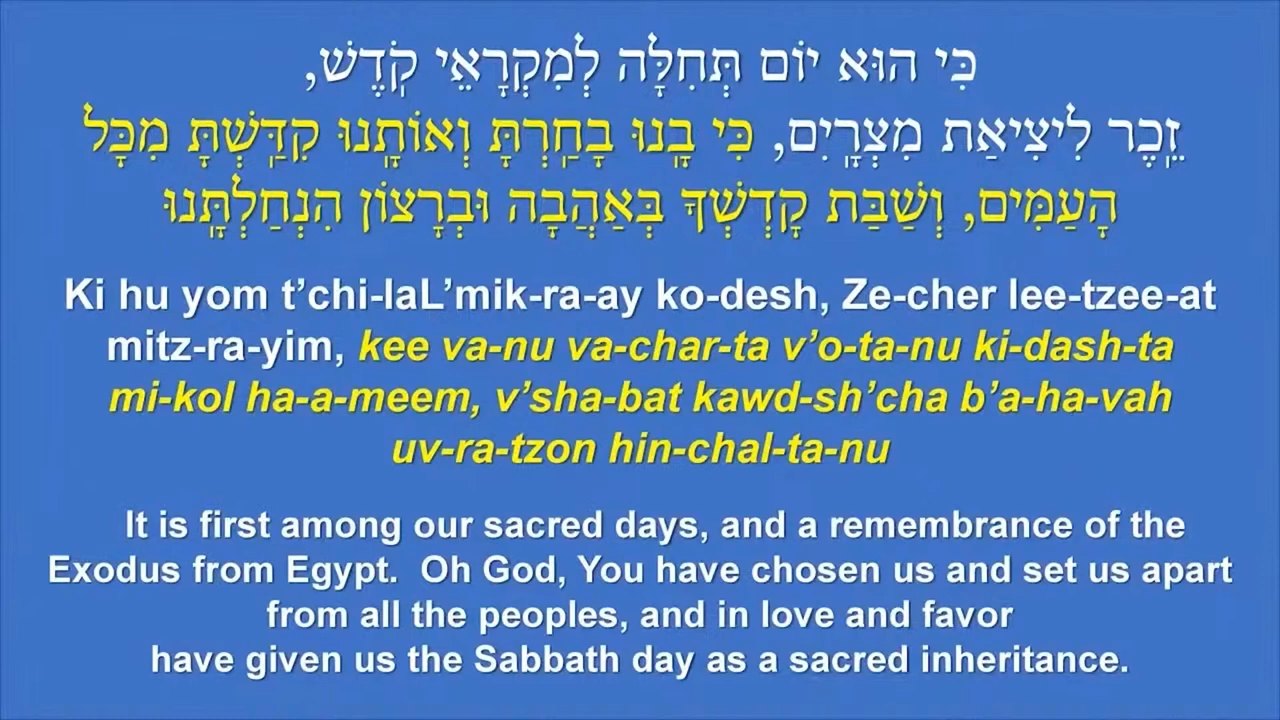 כִּי הוּא יוֹם תְּחִלָּה לְמִקְרָאֵי קֹֽדֶשׁ,
זֵֽכֶר לִיצִיאַת מִצְרָֽיִם, כִּי בָֽנוּ בָחַֽרְתָּ וְאוֹתָֽנוּ קִדַּֽשְׁתָּ מִכָּל
הָעַמִּים, וְשַׁבַּת קָדְשְׁךָ בְּאַהֲבָה וּבְרָצוֹן הִנְחַלְתָּֽנוּ
Ki hu yom t’chi-laL’mik-ra-ay ko-desh, Ze-cher lee-tzee-at
mitz-ra-yim, kee va-nu va-char-ta v’o-ta-nu ki-dash-ta
mi-kol ha-a-meem, v’sha-bat kawd-sh’cha b’a-ha-vah
uv-ra-tzon hin-chal-ta-nu
It is first among our sacred days, and a remembrance of the
Exodus from Egypt. Oh God, You have chosen us and set us apart
from all the peoples, and in love and favor
have given us the Sabbath day as a sacred inheritance.